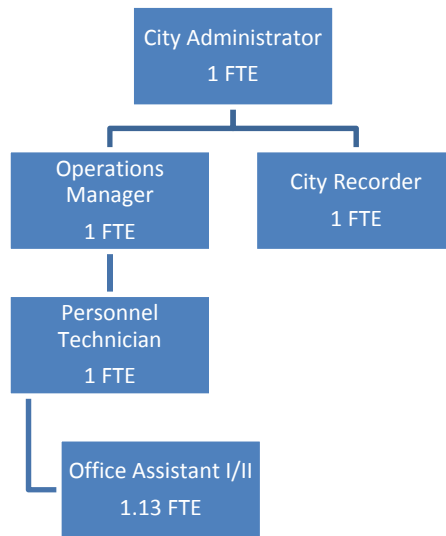 City Administrator
1 FTE
Operations
Manager
1 FTE
City Recorder
1 FTE
Personnel
Technician
1 FTE
Office Assistant I/II
1.13 FTE